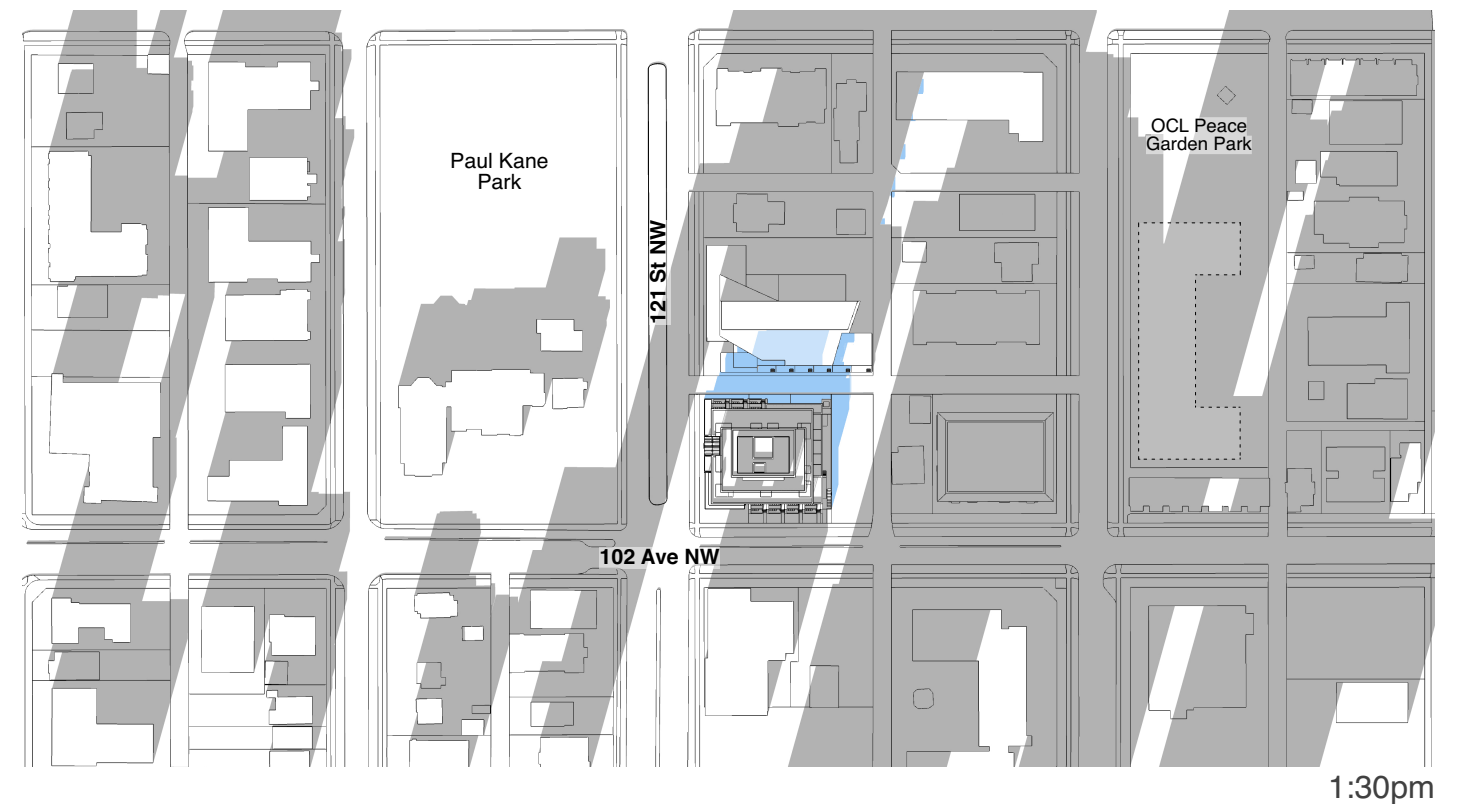 Paul Kane
Park
OCL Peace
Garden Park
121 St NW
102 Ave NW
1:30pm